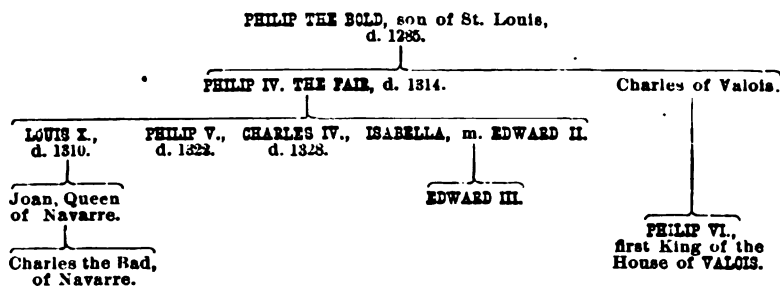 PHILIP THE BOLD, son of St. Louis,
d. 1285.
PHILIP IV. THE FAIR, d. 1314. Charles of Valois.
LOUIS X., PHILIP V., CHARLES IV., ISABELLA, m. EDWARD II.
d. 1310. d. 1322. d. 1328.
Joan, Queen EDWARD III.
of Navarre.
PHILIP VI.,
first King of the
Charles the Bad, House of VALOIS.
of Navarre.